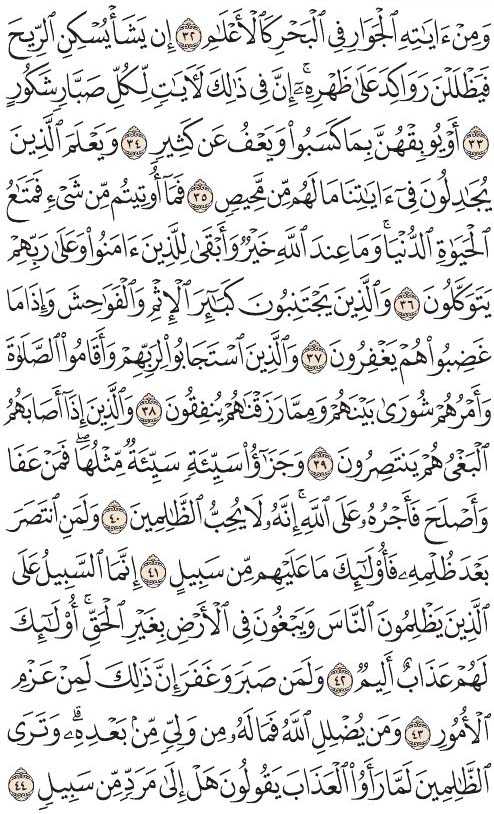 وَمِنْ ءَايَٰتِهِ ٱلْجَوَارِ فِى ٱلْبَحْرِ كَٱلْأَعْلَٰمِ ٣٢ إِن يَشَأْ يُسْكِنِ ٱلرِّيحَ
فَيَظْلَلْنَ رَوَاكِدَ عَلَىٰ ظَهْرِهِۦٓ ۚ إِنَّ فِى ذَٰلِكَ لَأٓيَٰتٍ لِّكُلِّ صَبَّارٍ شَكُورٍ
٣٣ أَوْ يُوبِقْهُنَّ بِمَا كَسَبُوا۟ وَيَعْفُ عَن كَثِيرٍ ٣٤ وَيَعْلَمَ ٱلَّذِينَ
يُجَٰدِلُونَ فِىٓ ءَايَٰتِنَا مَا لَهُم مِّن مَّحِيصٍ ٣٥ فَمَآ أُوتِيتُم مِّن شَىْءٍ فَمَتَٰعُ
ٱلْحَيَوٰةِ ٱلدُّنْيَا ۖ وَمَا عِندَ ٱللَّهِ خَيْرٌ وَأَبْقَىٰ لِلَّذِينَ ءَامَنُوا۟ وَعَلَىٰ رَبِّهِمْ
يَتَوَكَّلُونَ ٣٦ وَٱلَّذِينَ يَجْتَنِبُونَ كَبَٰٓئِرَ ٱلْإِثْمِ وَٱلْفَوَٰحِشَ وَإِذَا مَا
غَضِبُوا۟ هُمْ يَغْفِرُونَ ٣٧ وَٱلَّذِينَ ٱسْتَجَابُوا۟ لِرَبِّهِمْ وَأَقَامُوا۟ ٱلصَّلَوٰةَ
وَأَمْرُهُمْ شُورَىٰ بَيْنَهُمْ وَمِمَّا رَزَقْنَٰهُمْ يُنفِقُونَ ٣٨ وَٱلَّذِينَ إِذَآ أَصَابَهُمُ
ٱلْبَغْىُ هُمْ يَنتَصِرُونَ ٣٩ وَجَزَٰٓؤُا۟ سَيِّئَةٍ سَيِّئَةٌ مِّثْلُهَا ۖ فَمَنْ عَفَا
وَأَصْلَحَ فَأَجْرُهُۥ عَلَى ٱللَّهِ ۚ إِنَّهُۥ لَا يُحِبُّ ٱلظَّٰلِمِينَ ٤٠ وَلَمَنِ ٱنتَصَرَ
بَعْدَ ظُلْمِهِۦ فَأُو۟لَٰٓئِكَ مَا عَلَيْهِم مِّن سَبِيلٍ ٤١ إِنَّمَا ٱلسَّبِيلُ عَلَى
ٱلَّذِينَ يَظْلِمُونَ ٱلنَّاسَ وَيَبْغُونَ فِى ٱلْأَرْضِ بِغَيْرِ ٱلْحَقِّ ۚ أُو۟لَٰٓئِكَ
لَهُمْ عَذَابٌ أَلِيمٌ ٤٢ وَلَمَن صَبَرَ وَغَفَرَ إِنَّ ذَٰلِكَ لَمِنْ عَزْمِ
ٱلْأُمُورِ ٤٣ وَمَن يُضْلِلِ ٱللَّهُ فَمَا لَهُۥ مِن وَلِىٍّ مِّنۢ بَعْدِهِۦ ۗ وَتَرَى
ٱلظَّٰلِمِينَ لَمَّا رَأَوُا۟ ٱلْعَذَابَ يَقُولُونَ هَلْ إِلَىٰ مَرَدٍّ مِّن سَبِيلٍ ٤٤